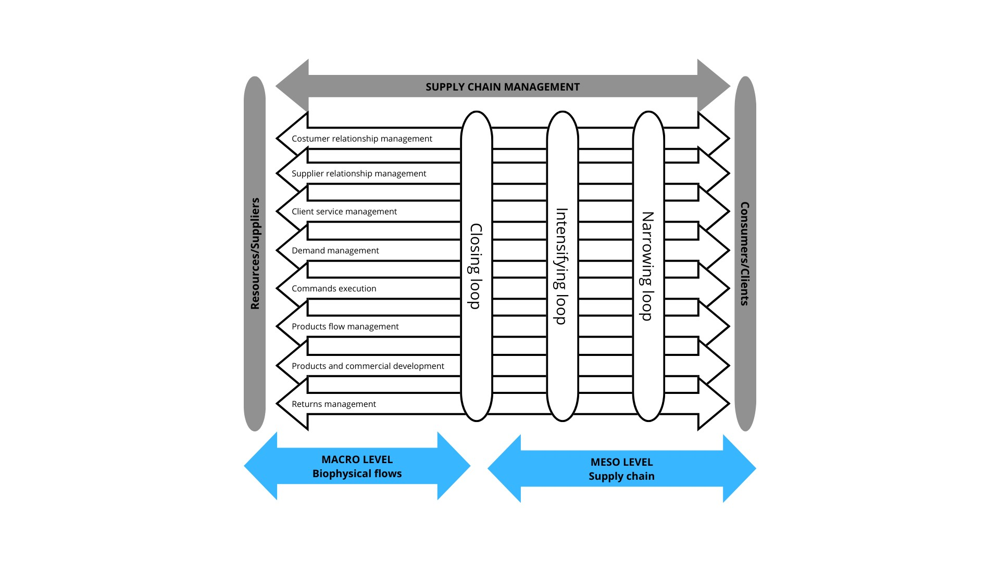 SUPPLY CHAIN MANAGEMENT
Resources/Suppliers
Costumer relationship management
Supplier relationship management
Client service management
Demand management
Commands execution
Products flow management
Products and commercial development
Returns management
Closing loop
Intensifying loop
Narrowing loop
Consumers/Clients
MACRO LEVEL
Biophysical flows
MESO LEVEL
Supply chain